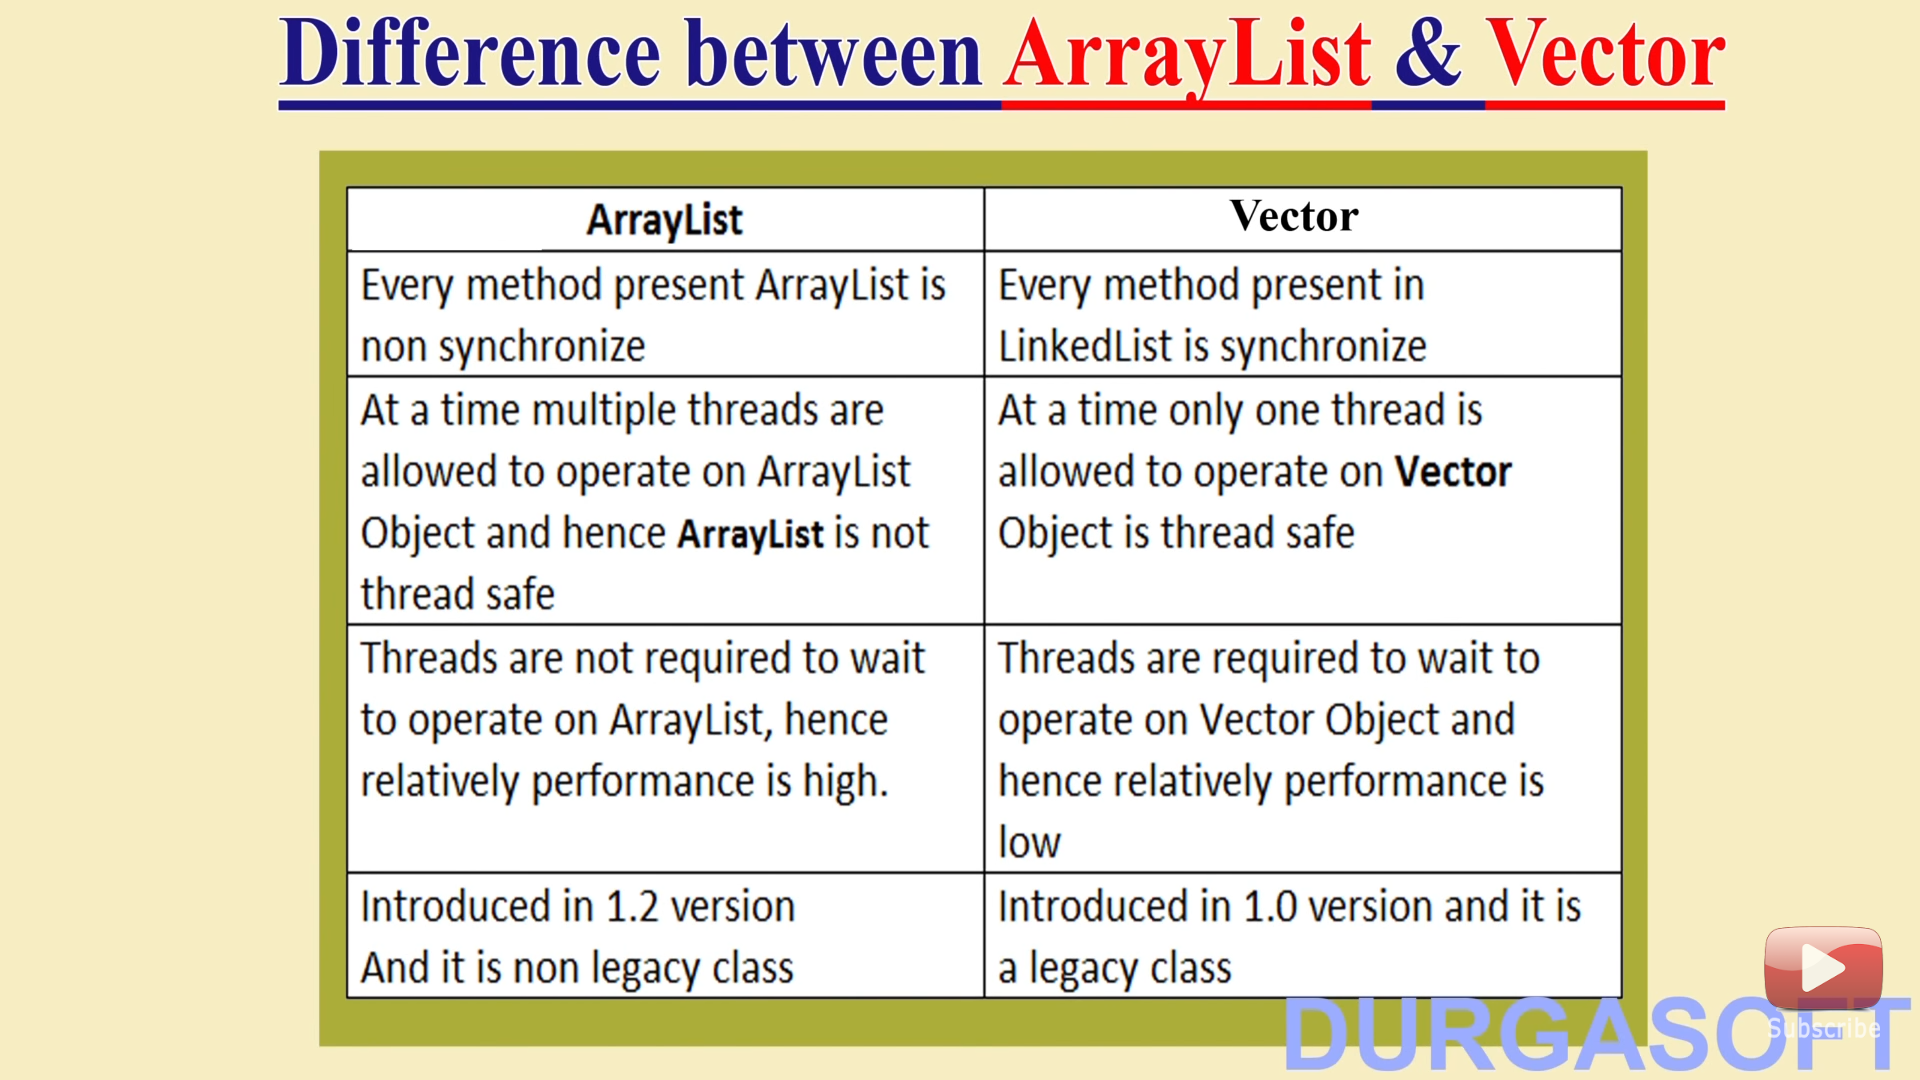 Difference between ArrayList & Vector
ArrayList
Vector
Every method present ArrayList is
non synchronize
Every method present in
LinkedList is synchronize
At a time multiple threads are
allowed to operate on ArrayList
Object and hence ArrayList is not
thread safe
At a time only one thread is
allowed to operate on Vector
Object is thread safe
Threads are not required to wait
to operate on ArrayList, hence
relatively performance is high.
Threads are required to wait to
operate on Vector Object and
hence relatively performance is
low
Introduced in 1.2 version
And it is non legacy class
Introduced in 1.0 version and it is
a legacy class
DURGASOFT
Subscribe